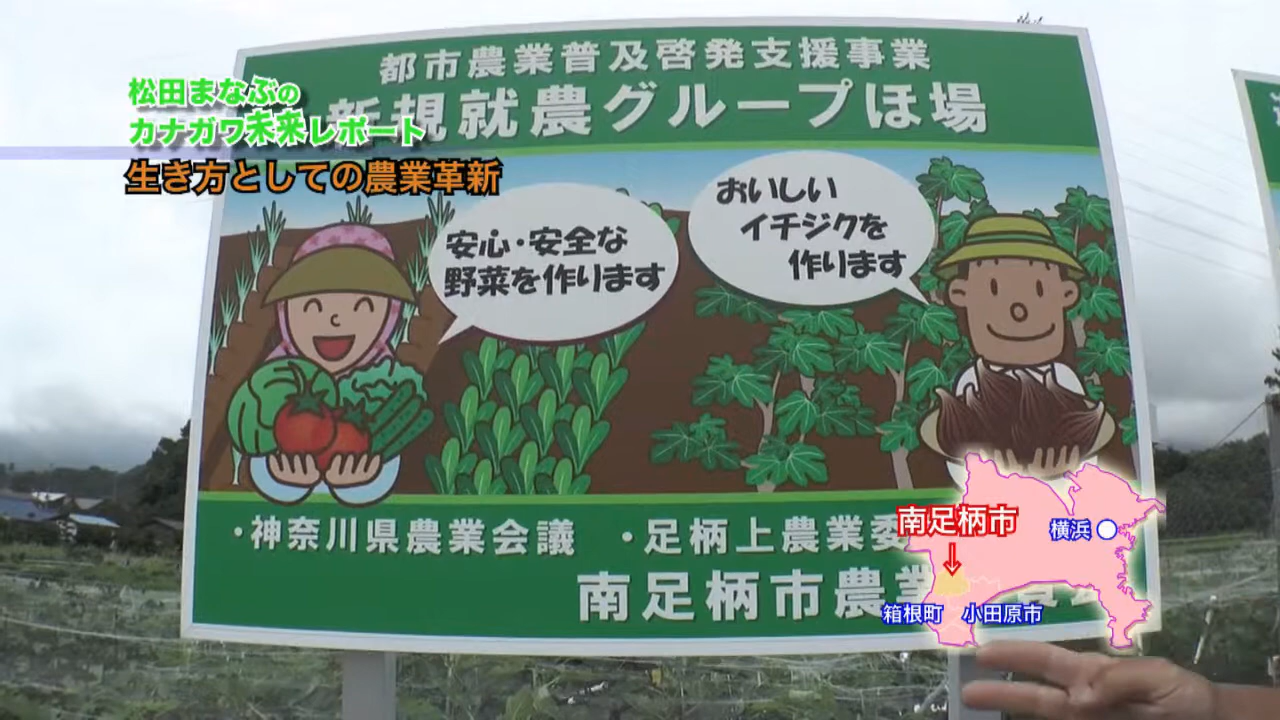 松田まなぶの
カナガワ未来レポート
生き方としての農業革新
都市農業普及啓発支援事業
新規就農グループほ場
安心・安全な
野菜を作ります
おいしい
イチジクを
作ります
・神奈川県農業会議 ・足柄上農業委
南足柄市農業
南足柄市
横浜
箱根町 小田原市